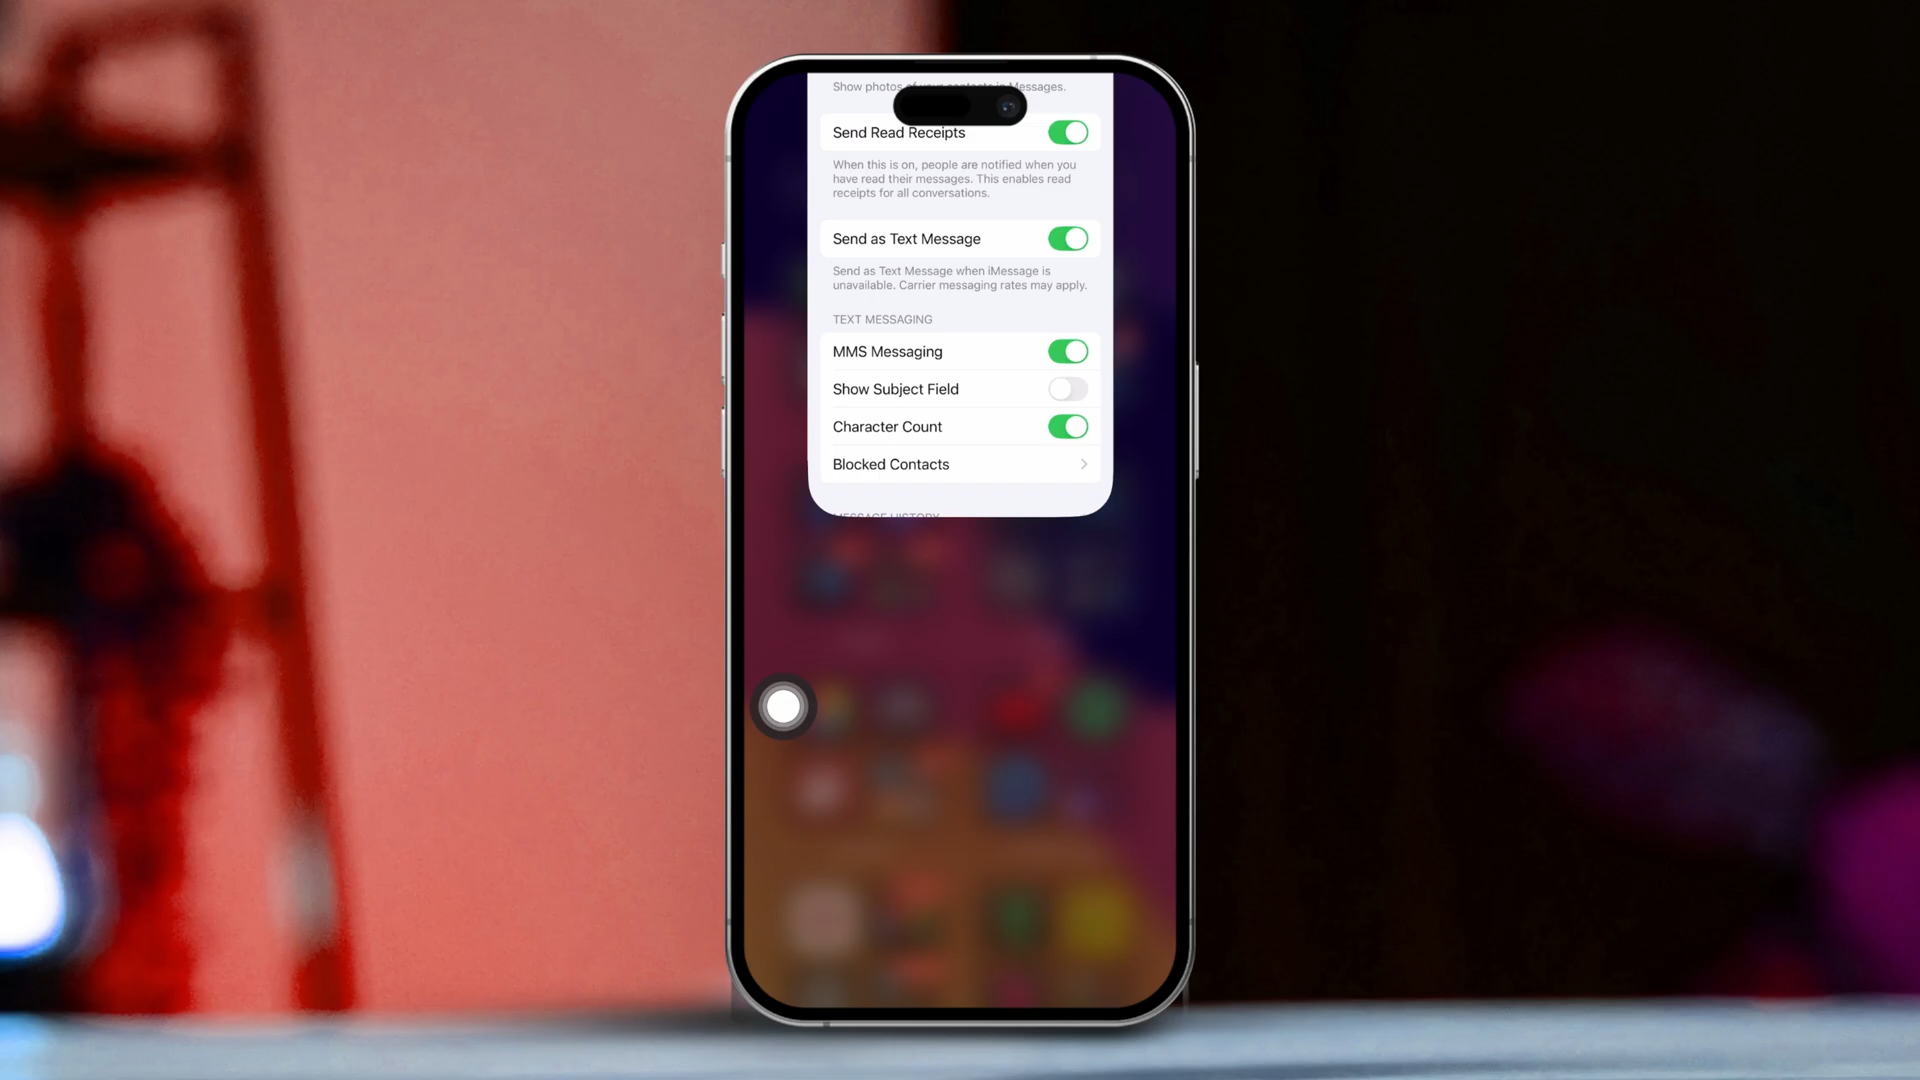 Show photos of your contacts in Messages.
Send Read Receipts
When this is on, people are notified when you
have read their messages. This enables read
receipts for all conversations.
Send as Text Message
Send as Text Message when iMessage is
unavailable. Carrier messaging rates may apply.
TEXT MESSAGING
MMS Messaging
Show Subject Field
Character Count
Blocked Contacts
MESSAGE HISTORY